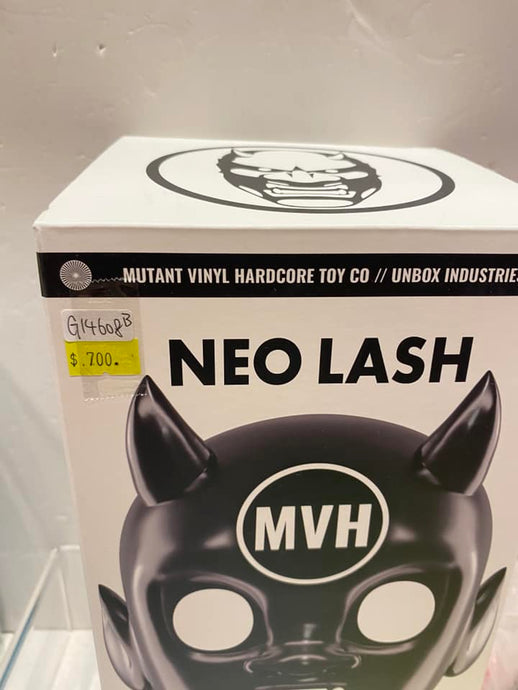 MUTANT VINYL HARDCORE TOY CO // UNBOX INDUSTRIES
G14608B
$.700.
NEO LASH
MVH